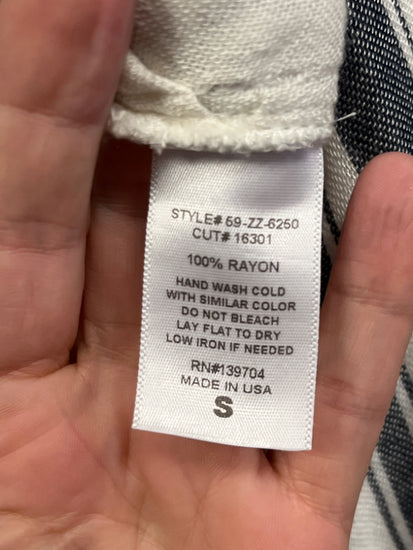 STYLE# 59-ZZ-6250
CUT# 16301
100% RAYON
HAND WASH COLD
WITH SIMILAR COLOR
DO NOT BLEACH
LAY FLAT TO DRY
LOW IRON IF NEEDED
RN#139704
MADE IN USA
S